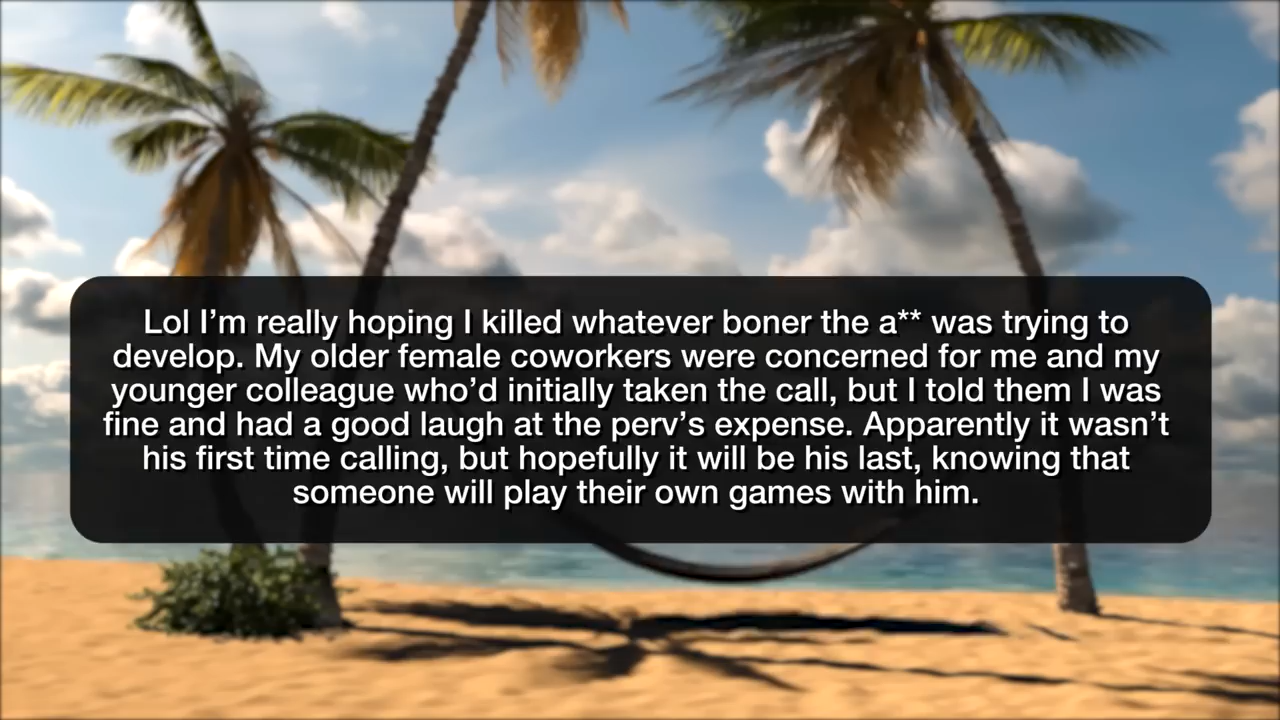 Lol I’m really hoping I killed whatever boner the a** was trying to
develop. My older female coworkers were concerned for me and my
younger colleague who’d initially taken the call, but I told them I was
fine and had a good laugh at the perv’s expense. Apparently it wasn’t
his first time calling, but hopefully it will be his last, knowing that
someone will play their own games with him.